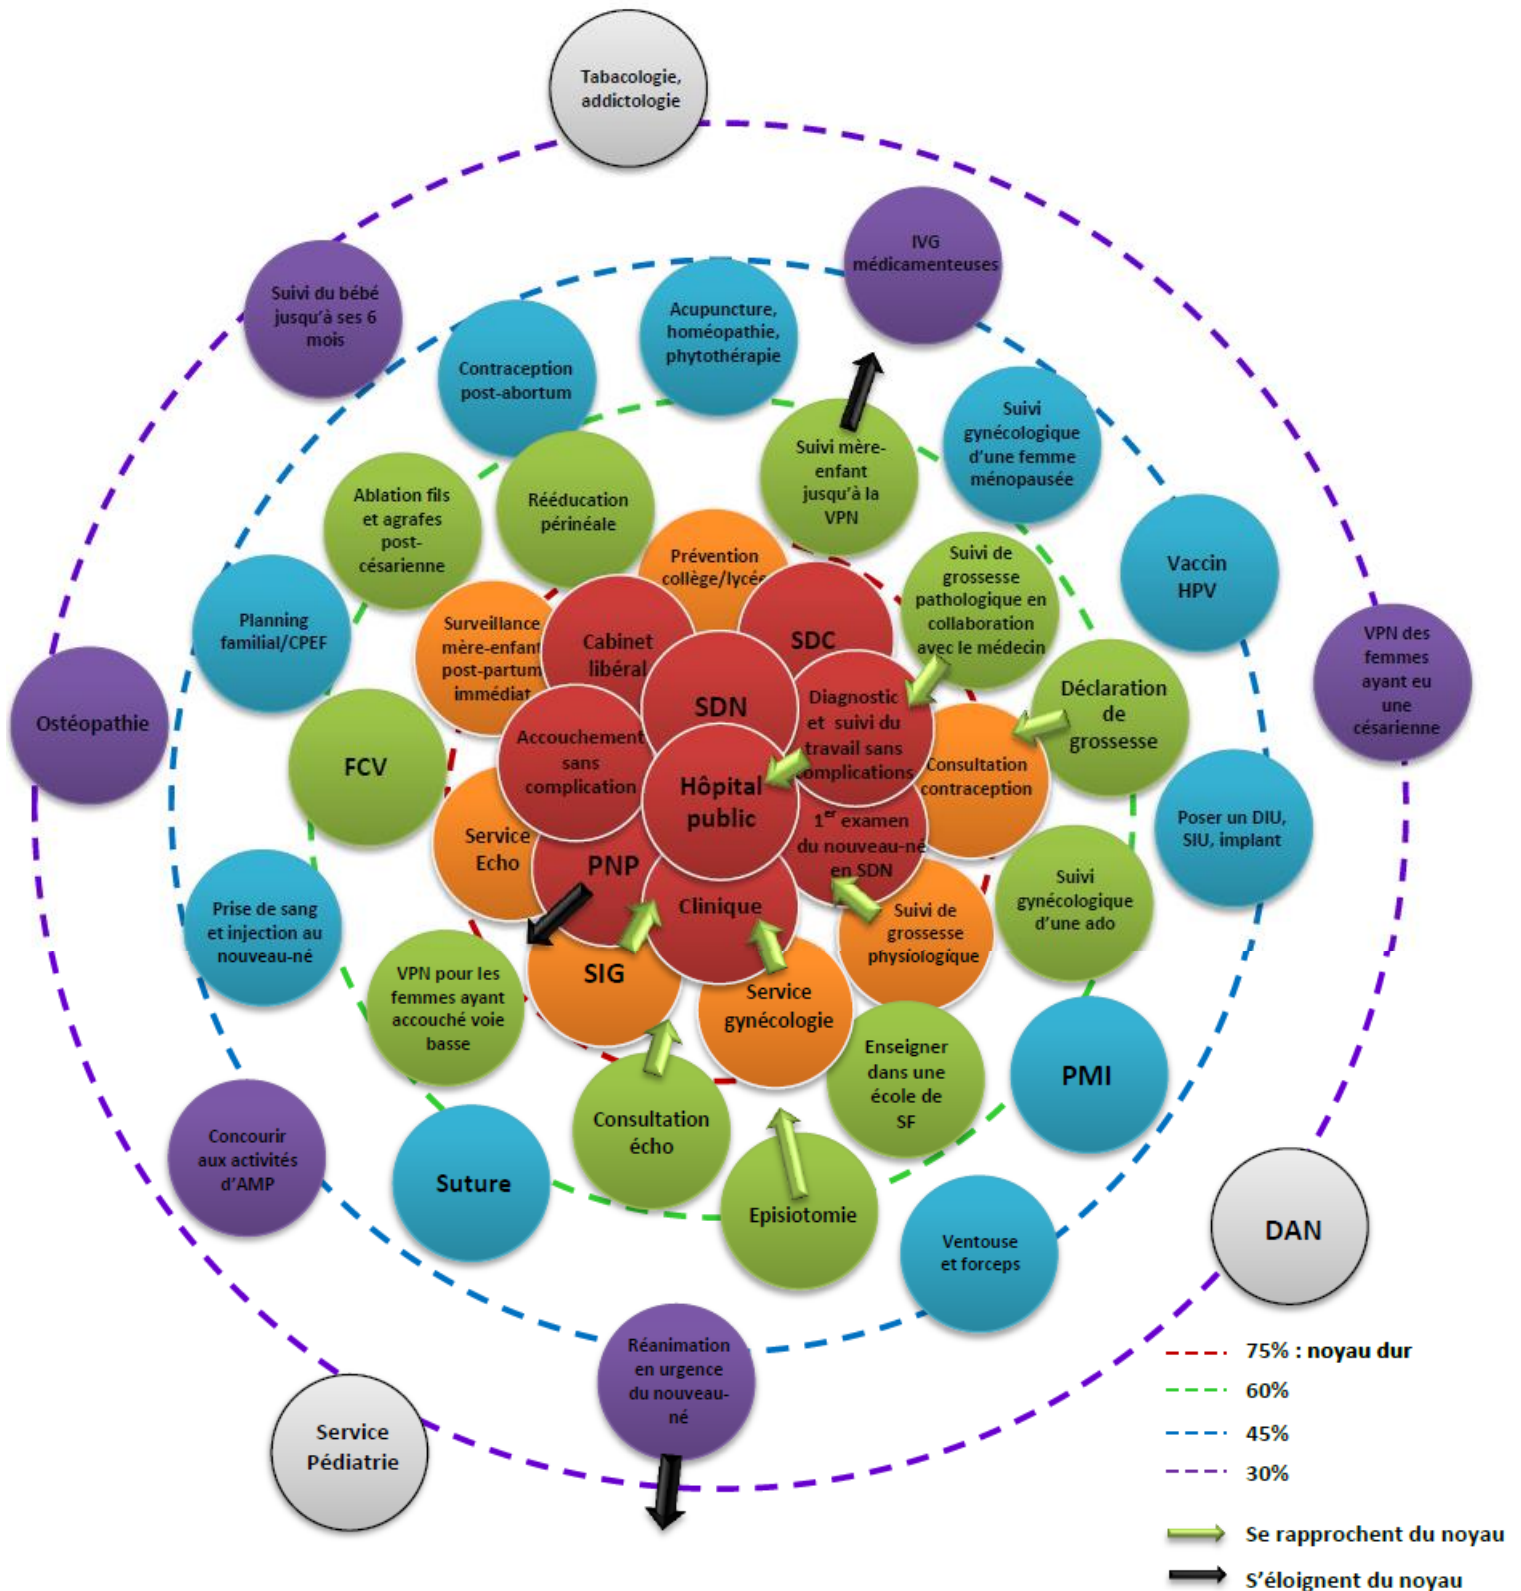 Tabacologie,
addictologie
IVG
médicamenteuses
Suivi du bébé
jusqu'à ses 6
mois
Acupuncture,
homéopathie,
phytothérapie
Contraception
post-abortum
Suivi
gynécologique
d'une femme
ménopausée
Suivi mère-
enfant
jusqu'à la
VPN
Ablation fils
et agrafes
post-
césarienne
Rééducation
périnéale
Prévention
collège/lycée
Suivi de
grossesse
pathologique en
collaboration
avec le médecin
Vaccin
HPV
Planning
familial/CPEF
Surveillance
mère-enfant
post-partum
immédiat
Cabinet
libéral
SDC
VPN des
femmes
ayant eu
une
césarienne
Ostéopathie
SDN
Diagnostic
et suivi du
travail sans
complications
Déclaration
de
grossesse
FCV
Accouchement
sans
complication
Hôpital
public
Consultation
contraception
Poser un DIU,
SIU, implant
Service
Echo
PNP
1er examen
du nouveau-né
en SDN
Clinique
Suivi
gynécologique
d'une ado
Prise de sang
et injection au
nouveau-né
VPN pour les
femmes ayant
accouché voie
basse
SIG
Service
gynécologie
Suivi de
grossesse
physiologique
Enseigner
dans une
école de
SF
PMI
Concourir
aux activités
d'AMP
Suture
Consultation
écho
Episiotomie
Ventouse
et forceps
DAN
Réanimation
en urgence
du nouveau-
né
Service
Pédiatrie
75% : noyau dur
60%
45%
30%
Se rapprochent du noyau
S'éloignent du noyau